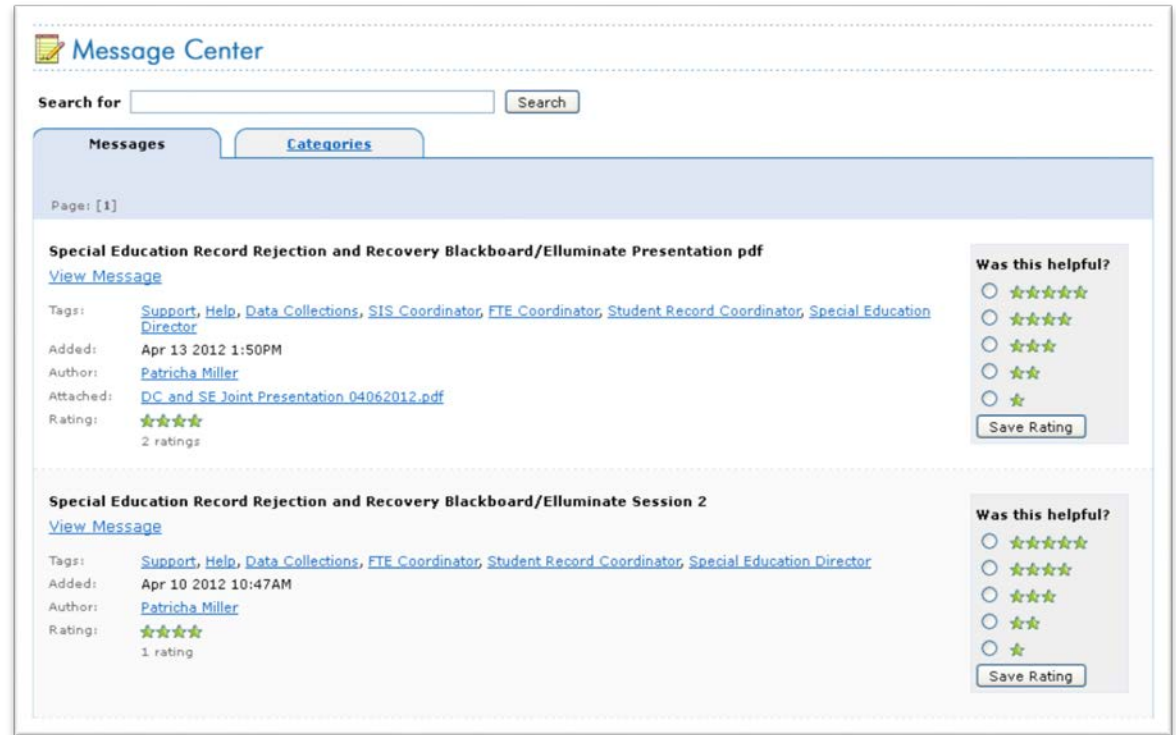 Message Center
Search for Search
Messages Categories
Page: [1]
Special Education Record Rejection and Recovery Blackboard/Elluminate Presentation pdf
View Message
Tags: Support, Help, Data Collections, SIS Coordinator, FTE Coordinator, Student Record Coordinator, Special Education
Director
Added: Apr 13 2012 1:50PM
Author: Patricha Miller
Attached: DC and SE Joint Presentation 04062012.pdf
Rating:
2 ratings
Was this helpful?
Save Rating
Special Education Record Rejection and Recovery Blackboard/Elluminate Session 2
View Message
Tags: Support, Help, Data Collections, FTE Coordinator, Student Record Coordinator, Special Education Director
Added: Apr 10 2012 10:47AM
Author: Patricha Miller
Rating:
1 rating
Was this helpful?
Save Rating